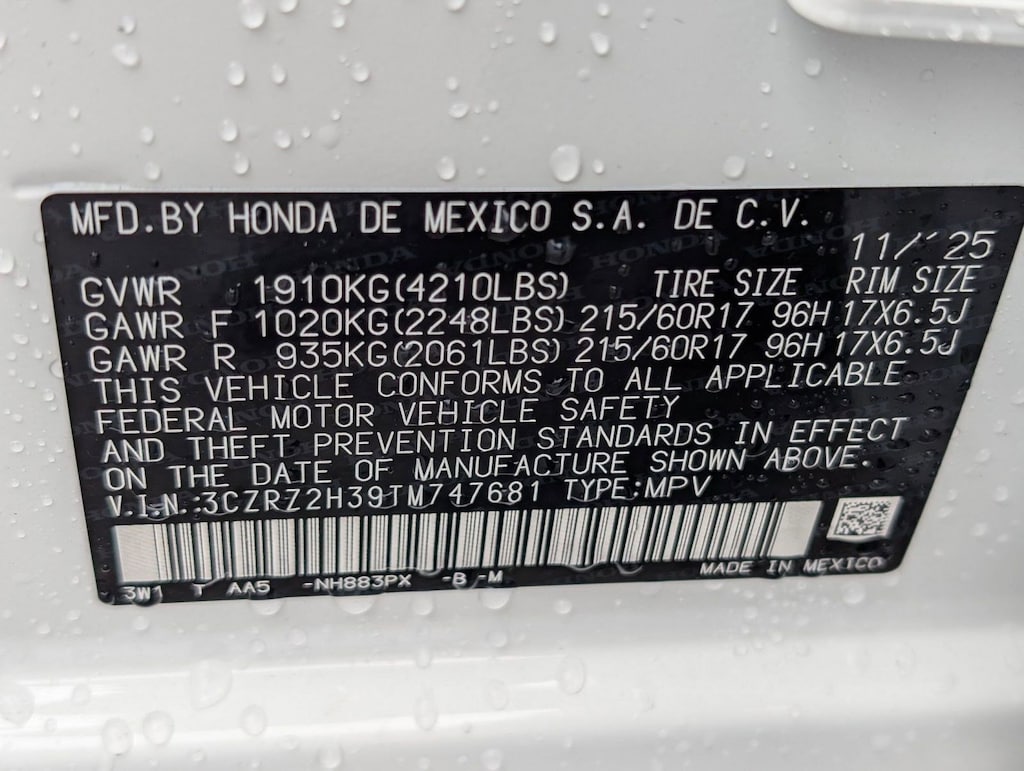 MFD.BY HONDA DE MEXICO S.A. DE C.V.
11/ 25
GVWR 1910KG(4210LBS) TIRE SIZE RIM SIZE
GAWR F 1020KG(2248LBS) 215/60R17 96H 17X6.5J
GAWR R 935KG(2061LBS) 215/60R17 96H 17X6.5J
THIS VEHICLE CONFORMS TO ALL APPLICABLE
FEDERAL MOTOR VEHICLE SAFETY
AND THEFT PREVENTION STANDARDS IN EFFECT
ON THE DATE OF MANUFACTURE SHOWN ABOVE.
V.I.N.:3CZRZ2H39TM747681 TYPE:MPV
3W1 T AA5 -NH883PX -B -M
MADE IN MEXICO